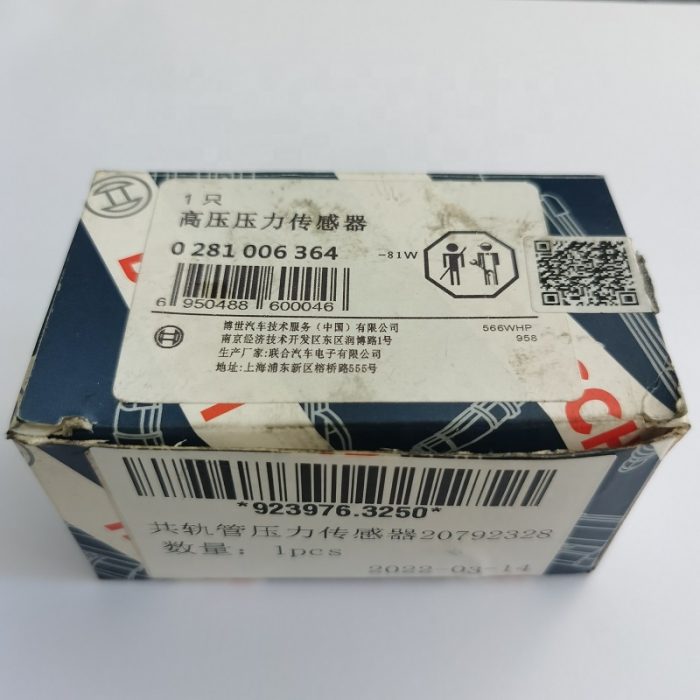 1 只
高压压力传感器
0 281 006 364
-81W
6 950488 600046
博世汽车技术服务（中国）有限公司
南京经济技术开发区东区润博路1号
生产厂家:联合汽车电子有限公司
地址:上海浦东新区榕桥路555号
566WHP
958
*923976.3250*
共轨管压力传感器20792328
数量: 1pcs
2022-03-14